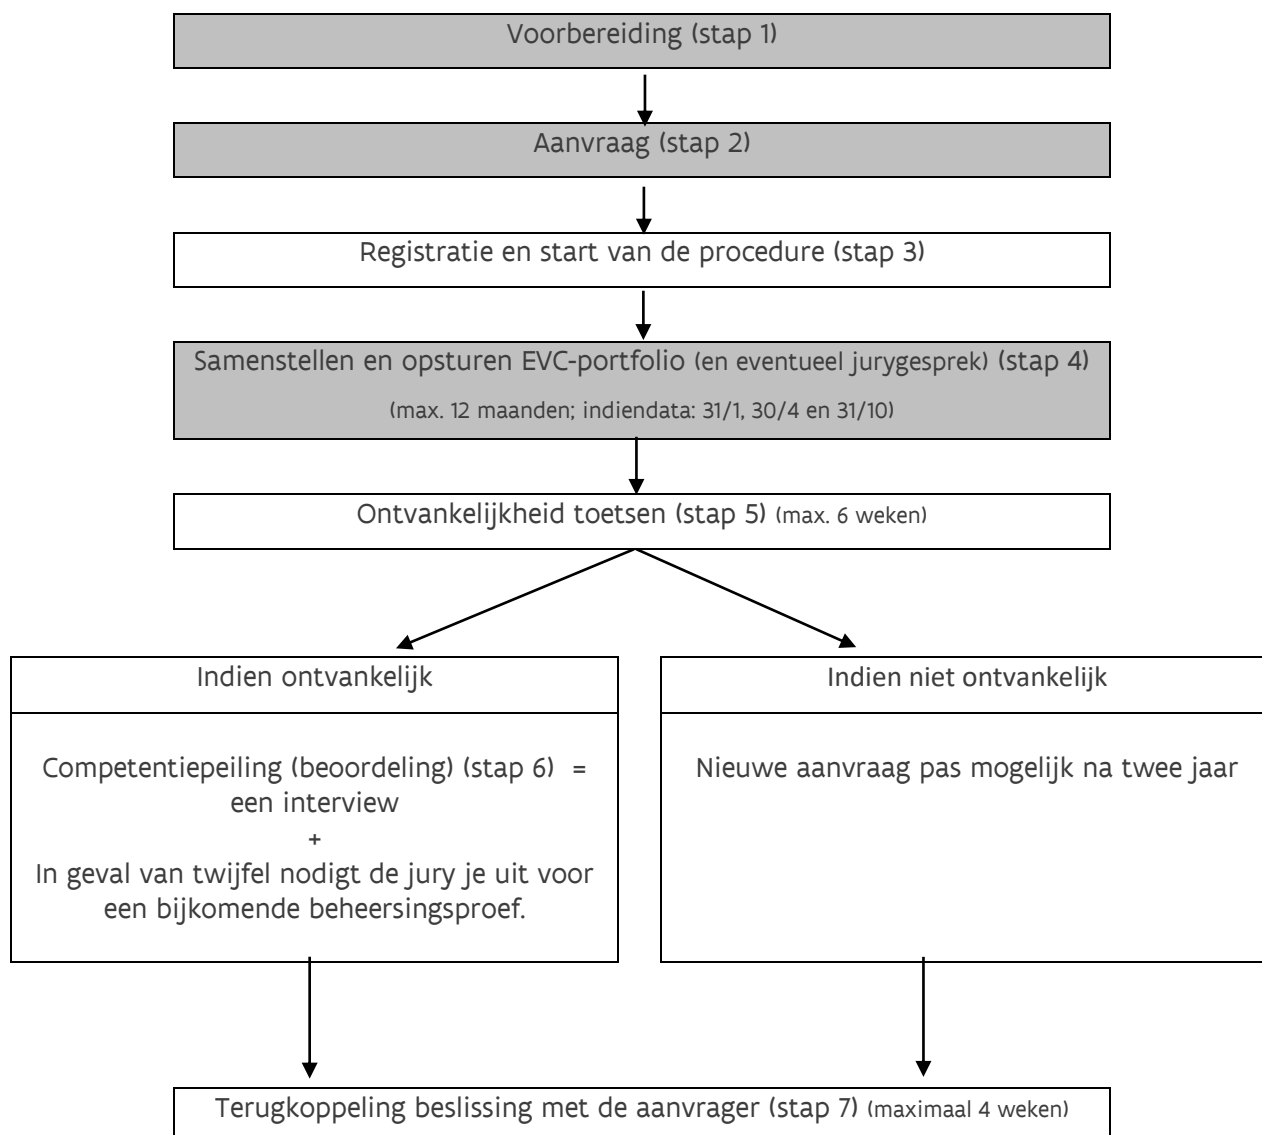 Voorbereiding (stap 1)
Aanvraag (stap 2)
Registratie en start van de procedure (stap 3)
Samenstellen en opsturen EVC-portfolio (en eventueel jurygesprek) (stap 4)
(max. 12 maanden; indiendata: 31/1, 30/4 en 31/10)
Ontvankelijkheid toetsen (stap 5) (max. 6 weken)
Indien ontvankelijk
Competentiepeiling (beoordeling) (stap 6) =
een interview
+
In geval van twijfel nodigt de jury je uit voor
een bijkomende beheersingsproef.
Indien niet ontvankelijk
Nieuwe aanvraag pas mogelijk na twee jaar
Terugkoppeling beslissing met de aanvrager (stap 7) (maximaal 4 weken)